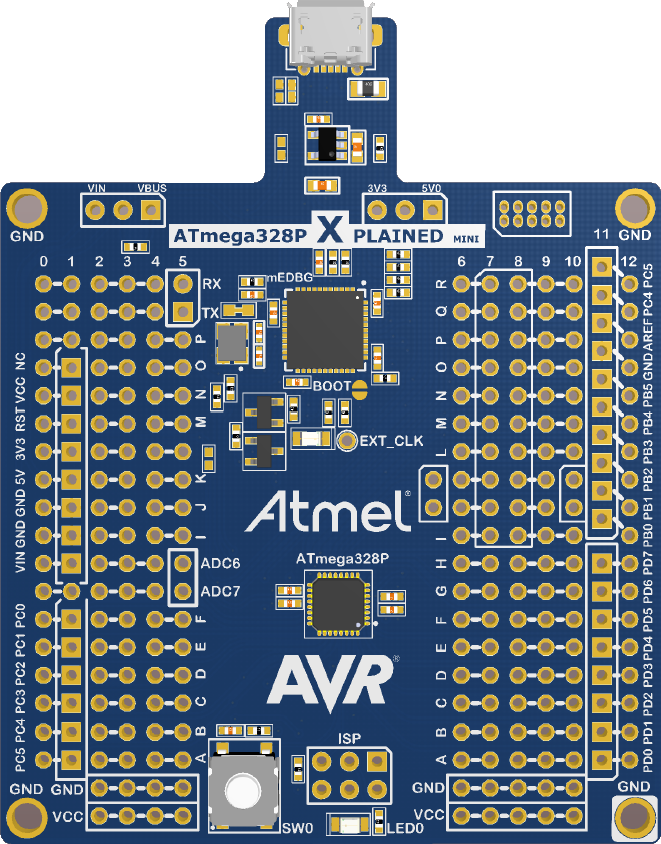 VIN VBUS
3V3 5V0
GND
ATmega328P X PLAINED MINI
GND
11
0 1 2 3 4 5
6 7 8 9 10 12
RX
TX
mEDBG
BOOT
EXT_CLK
P
O
N
M
K
J
I
R
Q
P
O
N
M
L
I
NC
VCC
RST
3V3
5V
GND
GND
VIN
PC5
PC4
AREF
GND
PB5
PB4
PB3
PB2
PB1
PB0
Atmel®
ATmega328P
ADC6
ADC7
F
E
D
C
B
A
H
G
F
E
D
C
B
A
PC0
PC1
PC2
PC3
PC4
PC5
PD7
PD6
PD5
PD4
PD3
PD2
PD1
PD0
AVR®
ISP
SW0
LED0
GND GND
VCC
GND GND
VCC